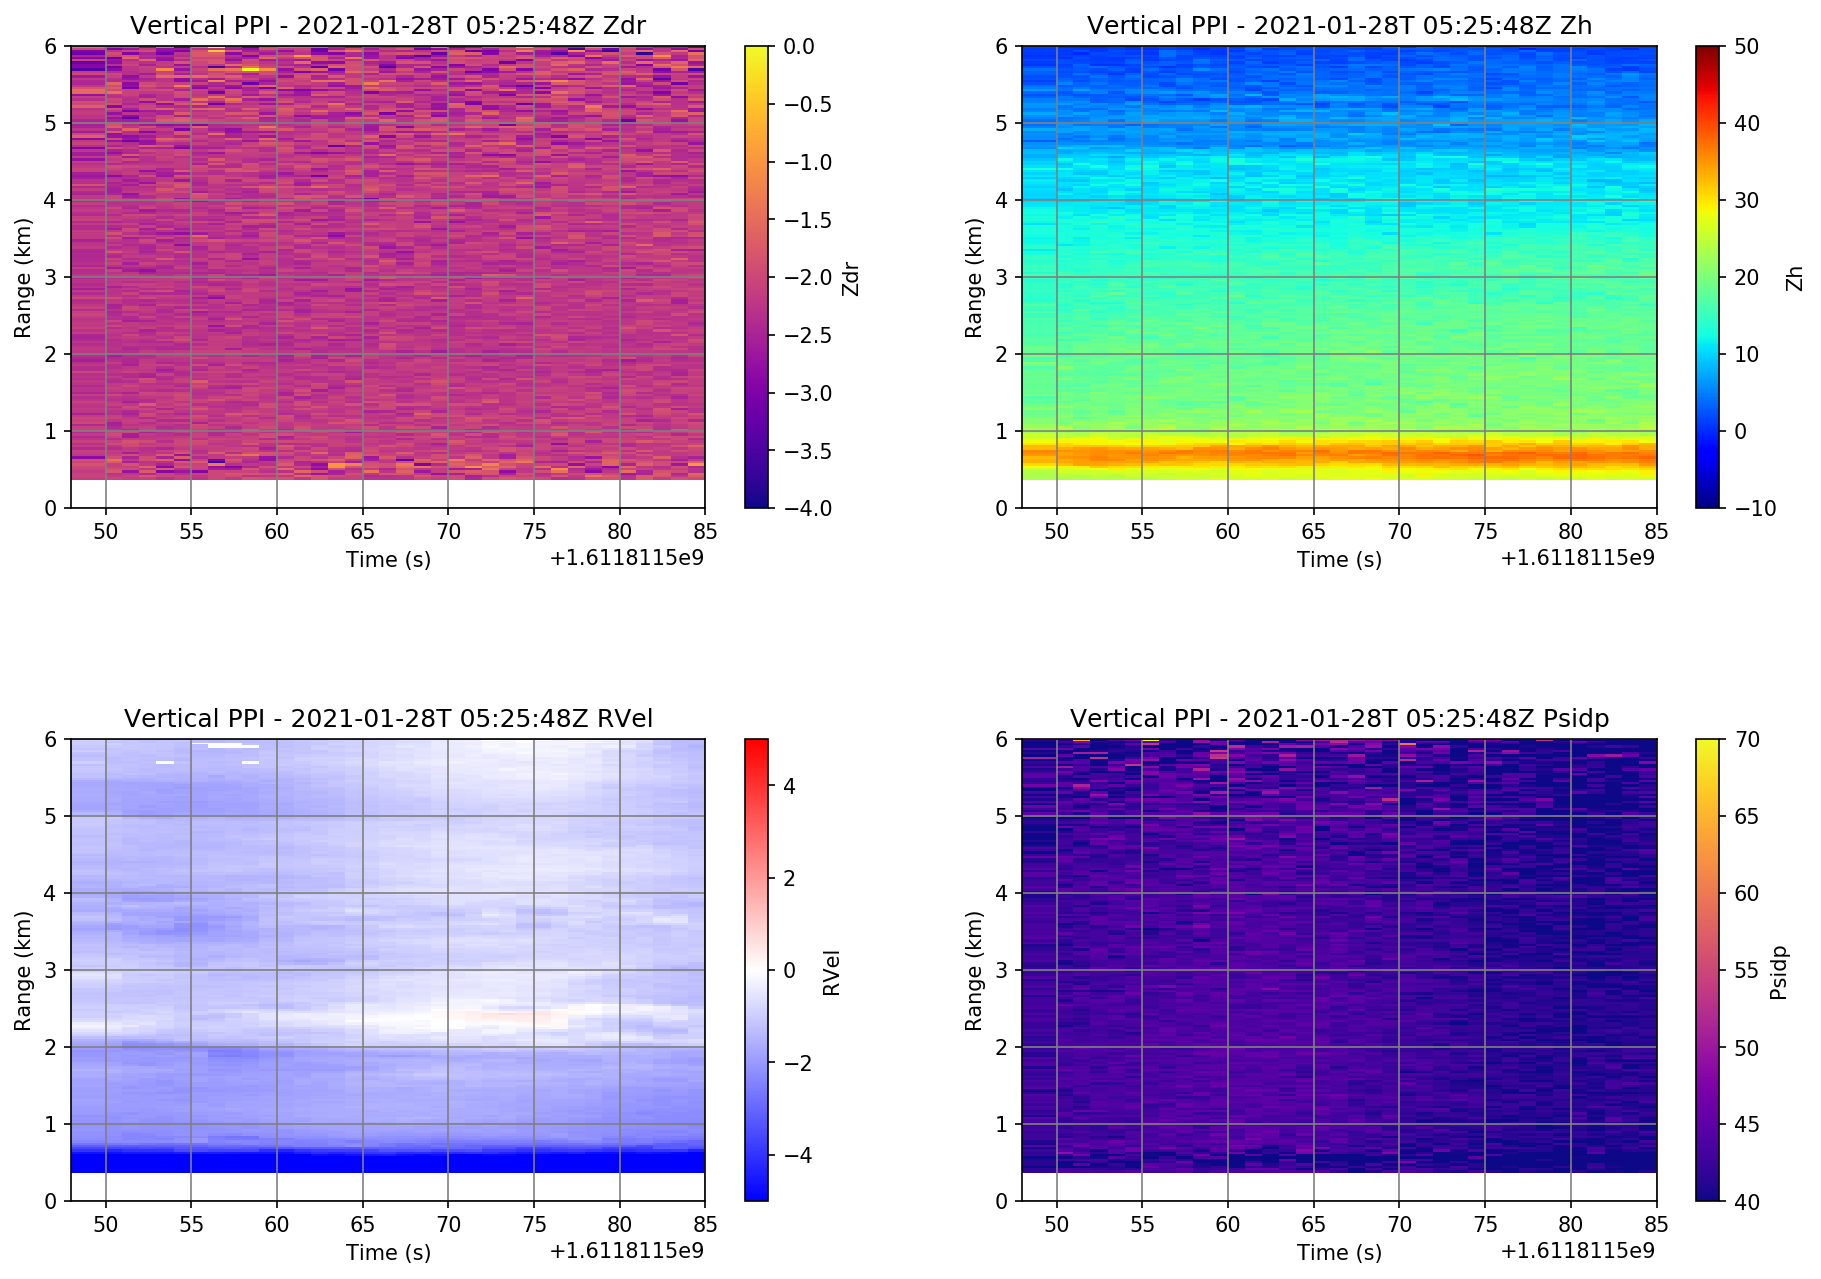 Vertical PPI - 2021-01-28T 05:25:48Z Zdr
6
5
4
3
2
1
0
Range (km)
50 55 60 65 70 75 80 85
Time (s)
+1.6118115e9
0.0
−0.5
−1.0
−1.5
−2.0
−2.5
−3.0
−3.5
−4.0
Zdr
Vertical PPI - 2021-01-28T 05:25:48Z Zh
6
5
4
3
2
1
0
Range (km)
50 55 60 65 70 75 80 85
Time (s)
+1.6118115e9
50
40
30
20
10
0
−10
Zh
Vertical PPI - 2021-01-28T 05:25:48Z RVel
6
5
4
3
2
1
0
Range (km)
50 55 60 65 70 75 80 85
Time (s)
+1.6118115e9
4
2
0
−2
−4
RVel
Vertical PPI - 2021-01-28T 05:25:48Z Psidp
6
5
4
3
2
1
0
Range (km)
50 55 60 65 70 75 80 85
Time (s)
+1.6118115e9
70
65
60
55
50
45
40
Psidp